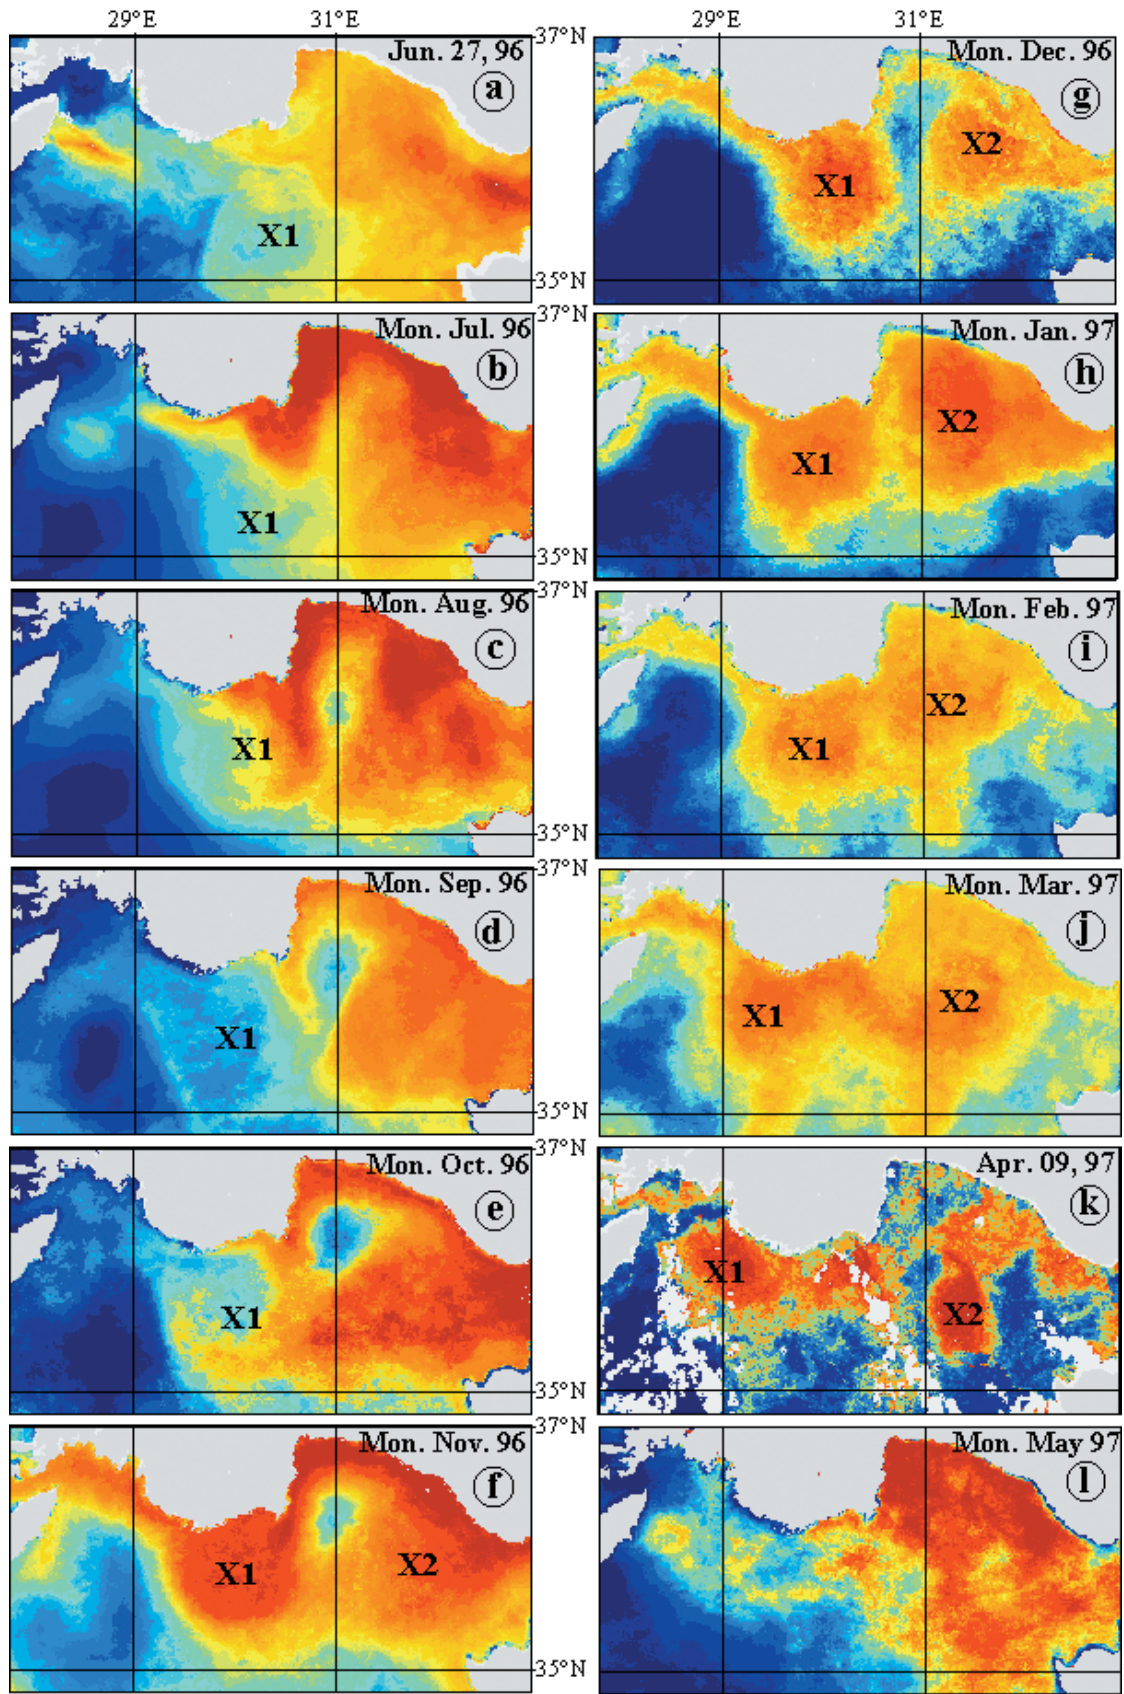 29°E 31°E 29°E 31°E
37°N
Jun. 27, 96
a
X1
35°N
Mon. Dec. 96
g
X1 X2
37°N
Mon. Jul. 96
b
X1
35°N
Mon. Jan. 97
h
X1 X2
37°N
Mon. Aug. 96
c
X1
35°N
Mon. Feb. 97
i
X1 X2
37°N
Mon. Sep. 96
d
X1
35°N
Mon. Mar. 97
j
X1 X2
37°N
Mon. Oct. 96
e
X1
35°N
Apr. 09, 97
k
X1 X2
37°N
Mon. Nov. 96
f
X1 X2
35°N
Mon. May 97
l